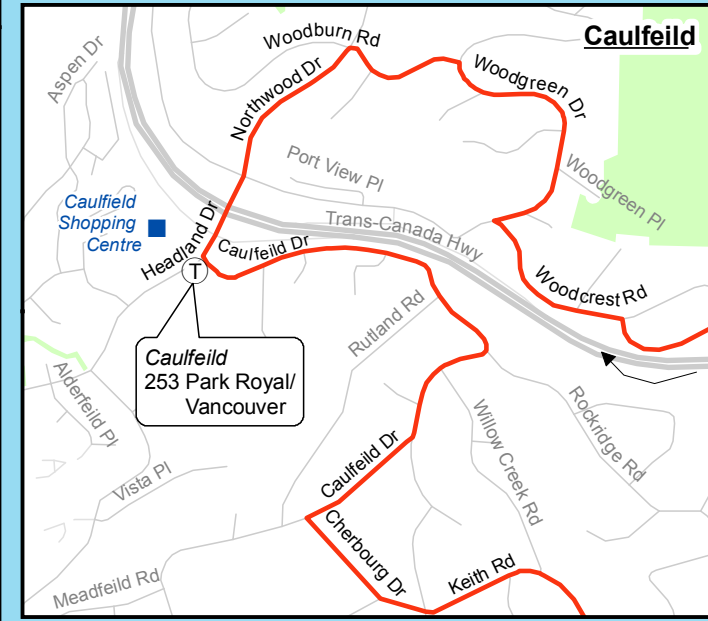 Caulfeild
Woodburn Rd
Aspen Dr
Northwood Dr
Woodgreen Dr
Port View Pl
Woodgreen Pl
Caulfield
Shopping
Centre
Headland Dr
Caulfeild Dr
Trans-Canada Hwy
Woodcrest Rd
T
Rutland Rd
Caulfeild
253 Park Royal/
Vancouver
Alderfeild Pl
Rockridge Rd
Willow Creek Rd
Caulfeild Dr
Vista Pl
Cherbourg Dr
Keith Rd
Meadfeild Rd